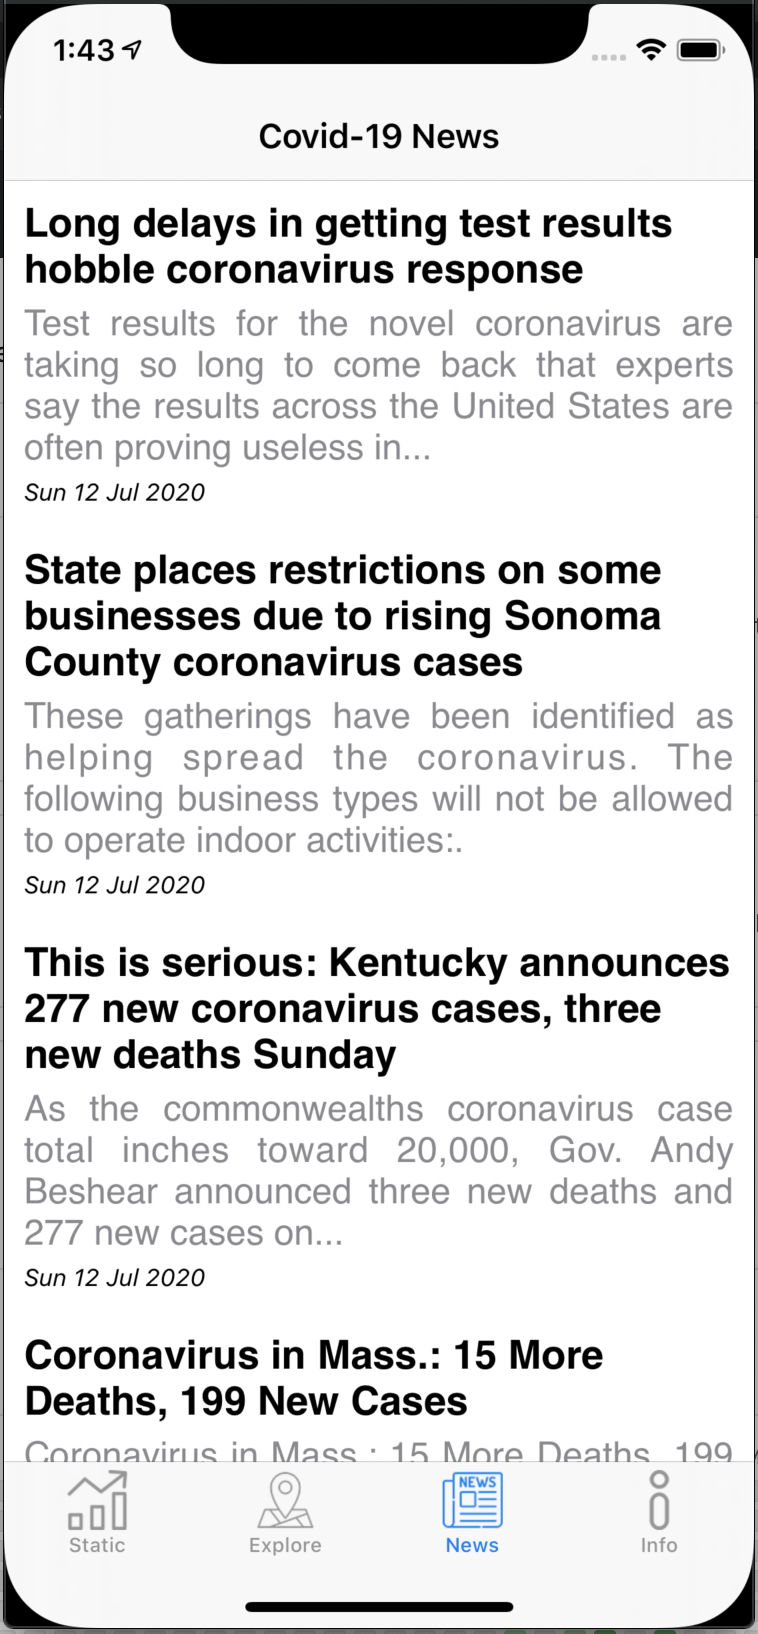 1:43
Covid-19 News
Long delays in getting test results
hobble coronavirus response
Test results for the novel coronavirus are
taking so long to come back that experts
say the results across the United States are
often proving useless in...
Sun 12 Jul 2020
State places restrictions on some
businesses due to rising Sonoma
County coronavirus cases
These gatherings have been identified as
helping spread the coronavirus. The
following business types will not be allowed
to operate indoor activities:.
Sun 12 Jul 2020
This is serious: Kentucky announces
277 new coronavirus cases, three
new deaths Sunday
As the commonwealths coronavirus case
total inches toward 20,000, Gov. Andy
Beshear announced three new deaths and
277 new cases on...
Sun 12 Jul 2020
Coronavirus in Mass.: 15 More
Deaths, 199 New Cases
Coronavirus in Mass.: 15 More Deaths, 199
NEWS
Static Explore News Info